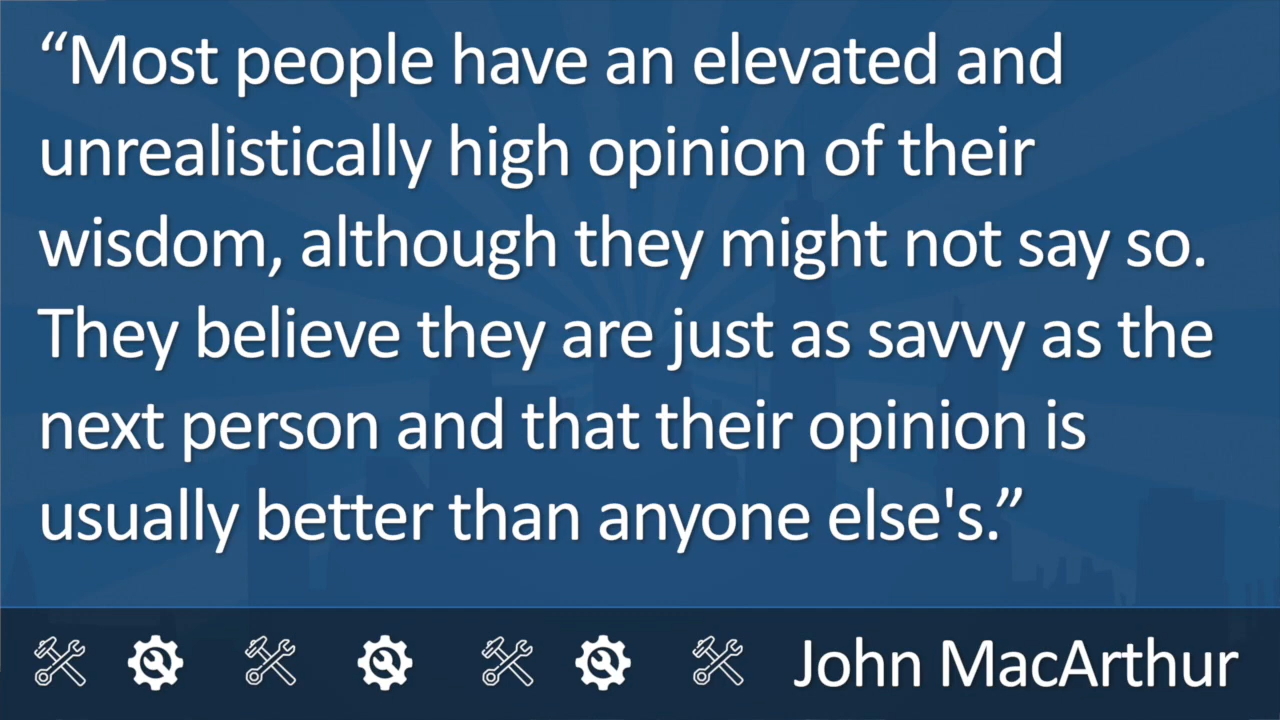 “Most people have an elevated and
unrealistically high opinion of their
wisdom, although they might not say so.
They believe they are just as savvy as the
next person and that their opinion is
usually better than anyone else's.”
John MacArthur